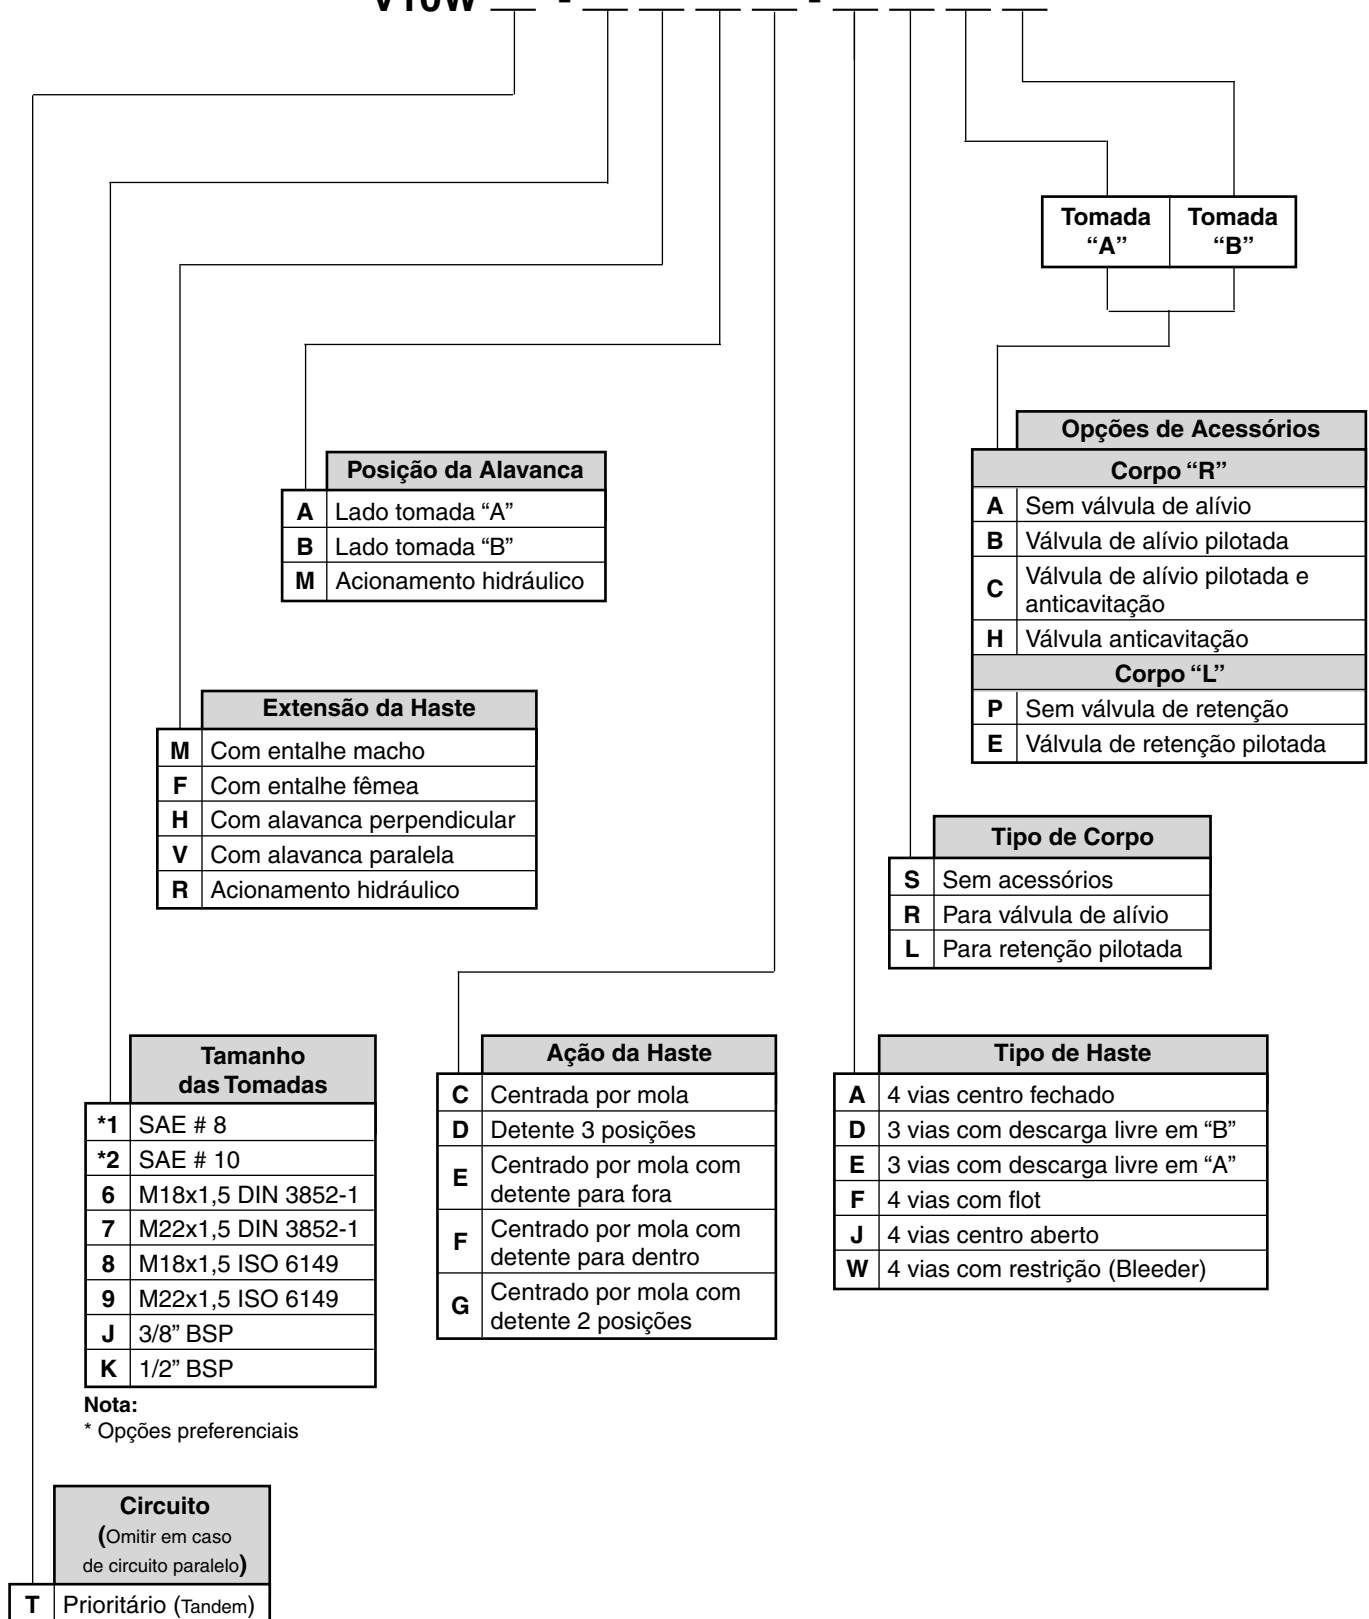 V10W __ - __ __ __ __ - __ __ __ __
Tomada
“A”
Tomada
“B”
Opções de Acessórios
Corpo “R”
A Sem válvula de alívio
B Válvula de alívio pilotada
C Válvula de alívio pilotada e
anticavitação
H Válvula anticavitação
Corpo “L”
P Sem válvula de retenção
E Válvula de retenção pilotada
Posição da Alavanca
A Lado tomada “A”
B Lado tomada “B”
M Acionamento hidráulico
Extensão da Haste
M Com entalhe macho
F Com entalhe fêmea
H Com alavanca perpendicular
V Com alavanca paralela
R Acionamento hidráulico
Tipo de Corpo
S Sem acessórios
R Para válvula de alívio
L Para retenção pilotada
Tamanho
das Tomadas
*1 SAE # 8
*2 SAE # 10
6 M18x1,5 DIN 3852-1
7 M22x1,5 DIN 3852-1
8 M18x1,5 ISO 6149
9 M22x1,5 ISO 6149
J 3/8” BSP
K 1/2” BSP
Nota:
* Opções preferenciais
Ação da Haste
C Centrada por mola
D Detente 3 posições
E Centrado por mola com
detente para fora
F Centrado por mola com
detente para dentro
G Centrado por mola com
detente 2 posições
Tipo de Haste
A 4 vias centro fechado
D 3 vias com descarga livre em “B”
E 3 vias com descarga livre em “A”
F 4 vias com flot
J 4 vias centro aberto
W 4 vias com restrição (Bleeder)
Circuito
(Omitir em caso
de circuito paralelo)
T Prioritário (Tandem)